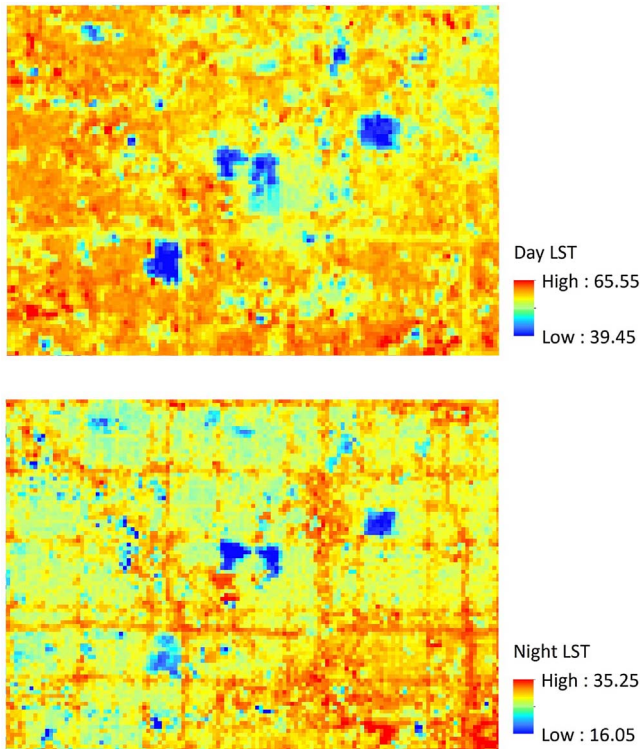 Day LST
High : 65.55
Low : 39.45
Night LST
High : 35.25
Low : 16.05